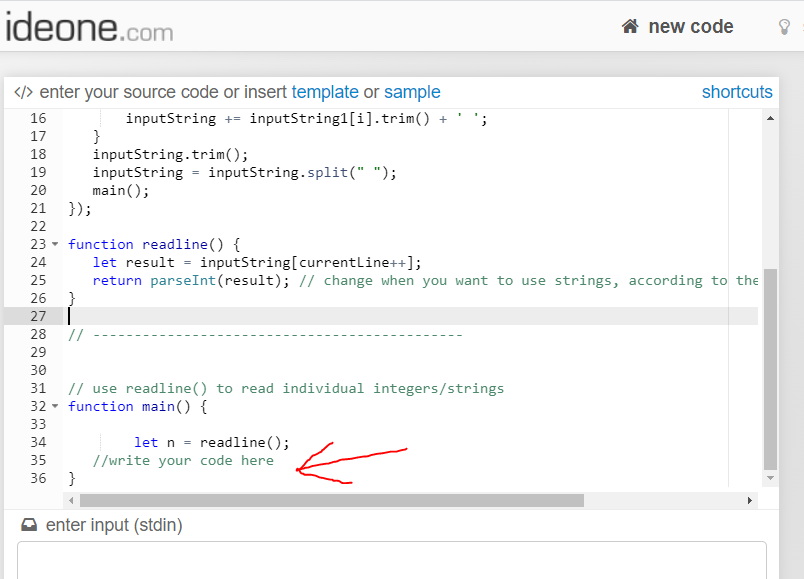 ideone.com
new code
</> enter your source code or insert template or sample
shortcuts
16 inputString += inputString1[i].trim() + ' ';
17 }
18 inputString.trim();
19 inputString = inputString.split(" ");
20 main();
21 });
22
23 function readline() {
24 let result = inputString[currentLine++];
25 return parseInt(result); // change when you want to use strings, according to the
26 }
27
28 // ---------------------------------------------
29
30
31 // use readline() to read individual integers/strings
32 function main() {
33
34 let n = readline();
35 //write your code here
36 }
enter input (stdin)